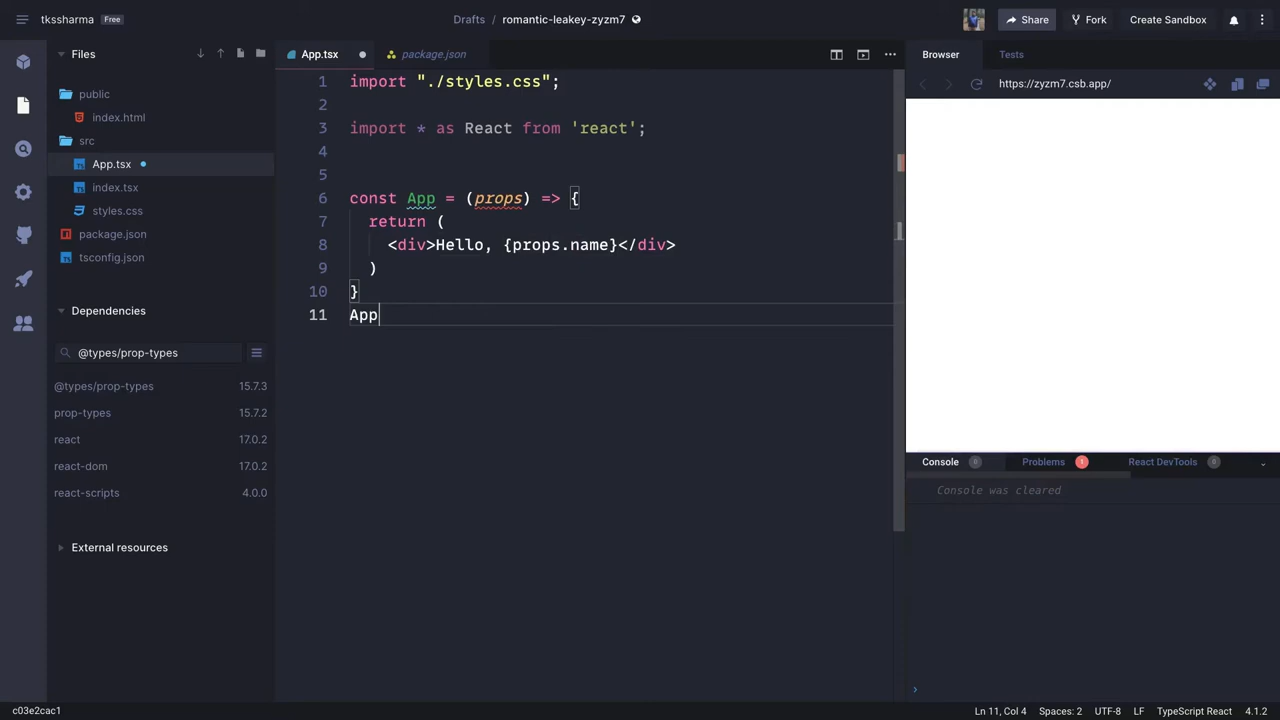 tkssharma Free Drafts / romantic-leakey-zyzm7 Share Fork Create Sandbox
Files
public
index.html
src
App.tsx
index.tsx
styles.css
package.json
tsconfig.json
Dependencies
@types/prop-types
@types/prop-types 15.7.3
prop-types 15.7.2
react 17.0.2
react-dom 17.0.2
react-scripts 4.0.0
External resources
App.tsx package.json
1 import "./styles.css";
2
3 import * as React from 'react';
4
5
6 const App = (props) => {
7 return (
8 <div>Hello, {props.name}</div>
9 )
10 }
11 App
Browser Tests
https://zyzm7.csb.app/
Console 0 Problems 1 React DevTools 0
Console was cleared
c03e2cac1 Ln 11, Col 4 Spaces: 2 UTF-8 LF TypeScript React 4.1.2